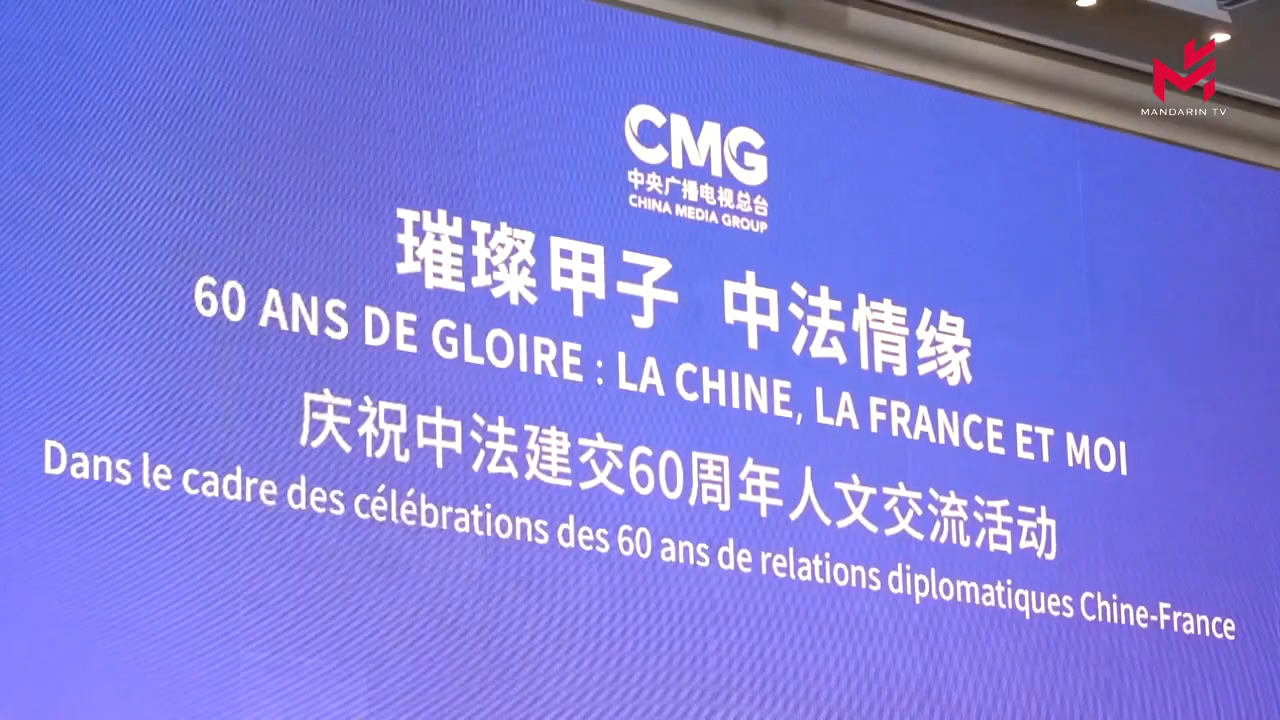 MANDARIN TV
CMG
中央广播电视总台
CHINA MEDIA GROUP
璀璨甲子 中法情缘
60 ANS DE GLOIRE : LA CHINE, LA FRANCE ET MOI
庆祝中法建交60周年人文交流活动
Dans le cadre des célébrations des 60 ans de relations diplomatiques Chine-France